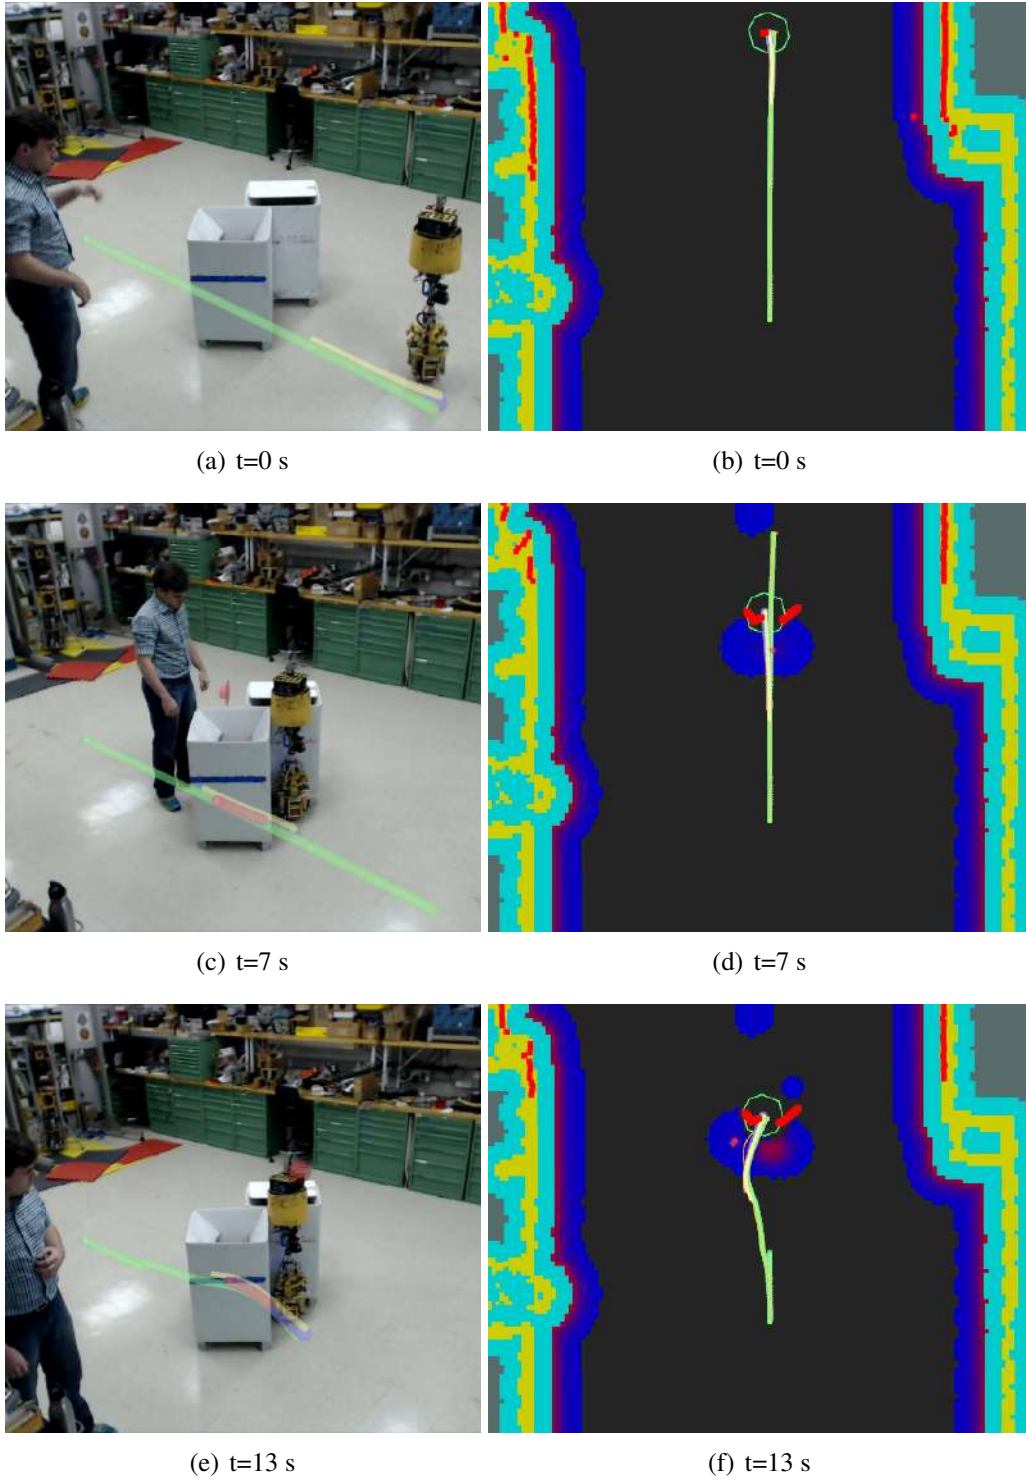 (a) t=0 s
(b) t=0 s
(c) t=7 s
(d) t=7 s
(e) t=13 s
(f) t=13 s